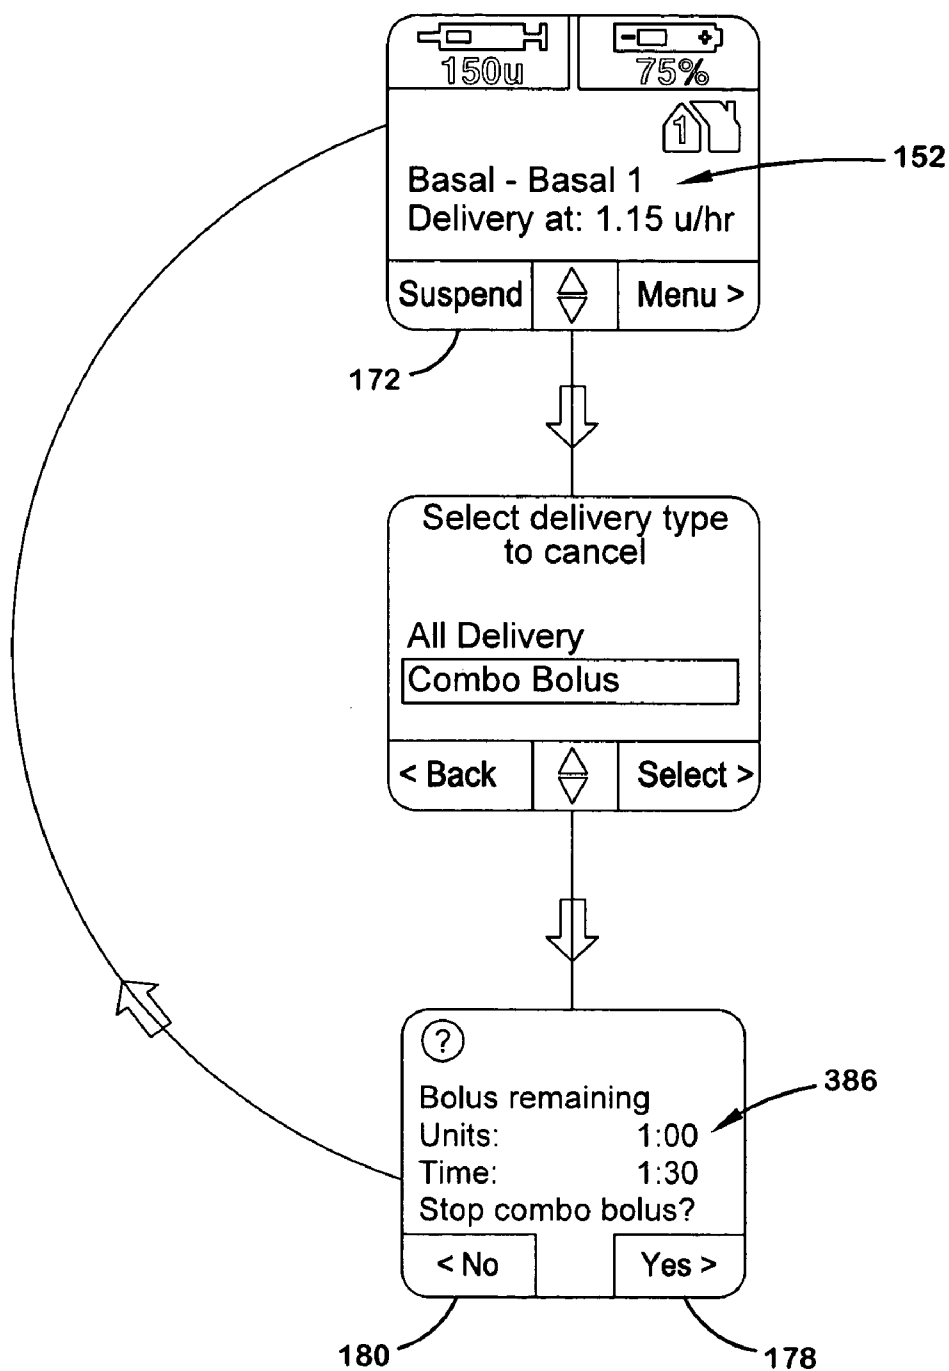 150u
75%
1
152
Basal - Basal 1
Delivery at: 1.15 u/hr
Suspend
Menu >
172
Select delivery type
to cancel
All Delivery
Combo Bolus
< Back
Select >
?
386
Bolus remaining
Units: 1:00
Time: 1:30
Stop combo bolus?
< No
Yes >
180
178